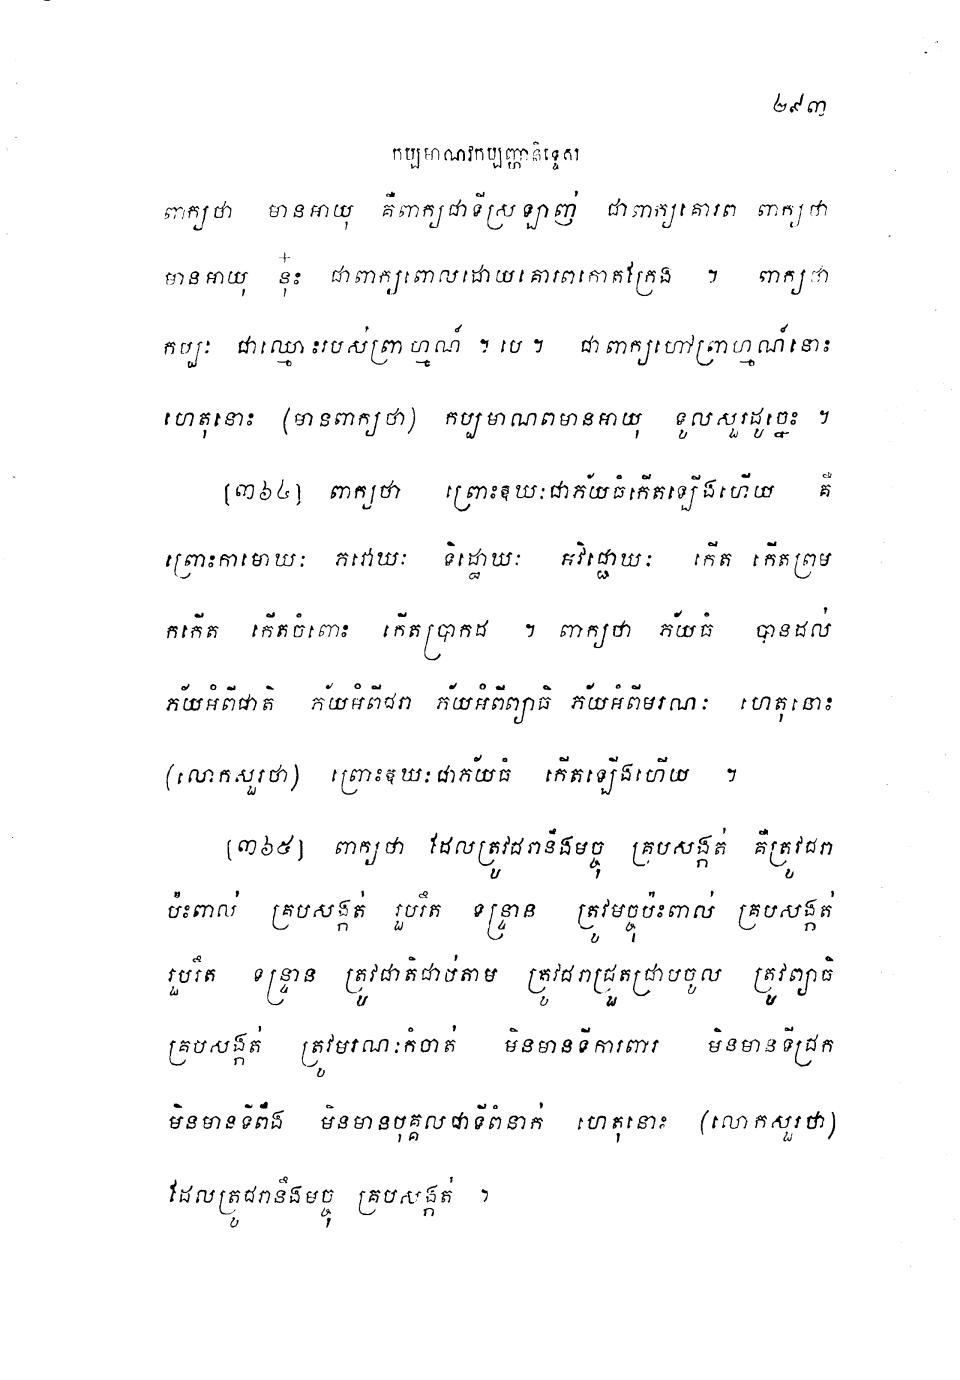 ២៩៣
កប្បមាណវកប្បញ្ញានិទ្ទេស
ពាក្យថា មានអាយុ គឺពាក្យជាទីស្រឡាញ់ ជាពាក្យគោរព ពាក្យថា
មានអាយុ នុ៎ះ ជាពាក្យពោលដោយគោរពកោតក្រែង ។ ពាក្យថា
កប្បៈ ជាឈ្មោះរបស់ព្រាហ្មណ៍ ។ បេ ។ ជាពាក្យហៅព្រាហ្មណ៍នោះ
ហេតុនោះ (មានពាក្យថា) កប្បមាណពមានអាយុ ទូលសួរដូច្នេះ ។
[៣៦៤] ពាក្យថា ព្រោះឱឃៈជាភ័យធំកើតឡើងហើយ គឺ
ព្រោះកាមោឃៈ ភវោឃៈ ទិដ្ឋោឃៈ អវិជ្ជោឃៈ កើត កើតព្រម
កកើត កើតចំពោះ កើតប្រាកដ ។ ពាក្យថា ភ័យធំ បានដល់
ភ័យអំពីជាតិ ភ័យអំពីជរា ភ័យអំពីព្យាធិ ភ័យអំពីមរណៈ ហេតុនោះ
(លោកសួរថា) ព្រោះឱឃៈជាភ័យធំ កើតឡើងហើយ ។
[៣៦៥] ពាក្យថា ដែលត្រូវជរានឹងមច្ចុ គ្របសង្កត់ គឺត្រូវជរា
ប៉ះពាល់ គ្របសង្កត់ រួបរឹត ទន្ទ្រាន ត្រូវមច្ចុប៉ះពាល់ គ្របសង្កត់
រួបរឹត ទន្ទ្រាន ត្រូវជាតិជាប់តាម ត្រូវជរាជ្រួតជ្រាបចូល ត្រូវព្យាធិ
គ្របសង្កត់ ត្រូវមរណៈកំចាត់ មិនមានទីការពារ មិនមានទីជ្រក
មិនមានទីពឹង មិនមានបុគ្គលជាទីពំនាក់ ហេតុនោះ (លោកសួរថា)
ដែលត្រូវជរានឹងមច្ចុ គ្របសង្កត់ ។